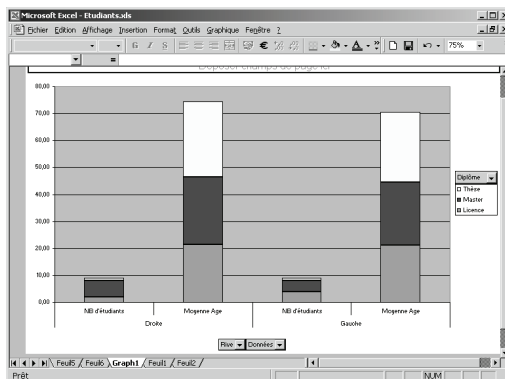 Microsoft Excel - Etudiants.xls
Fichier Edition Affichage Insertion Format Outils Graphique Fenêtre ?
G I S € 75%
=
Déposer champs de page ici
80,00
70,00
60,00
50,00
40,00
30,00
20,00
10,00
0,00
Diplôme
Thèse
Master
Licence
NB d'étudiants Moyenne Age NB d'étudiants Moyenne Age
Droite Gauche
Rive Données
Feuil5 Feuil6 Graph1 Feuil1 Feuil2
Prêt NUM